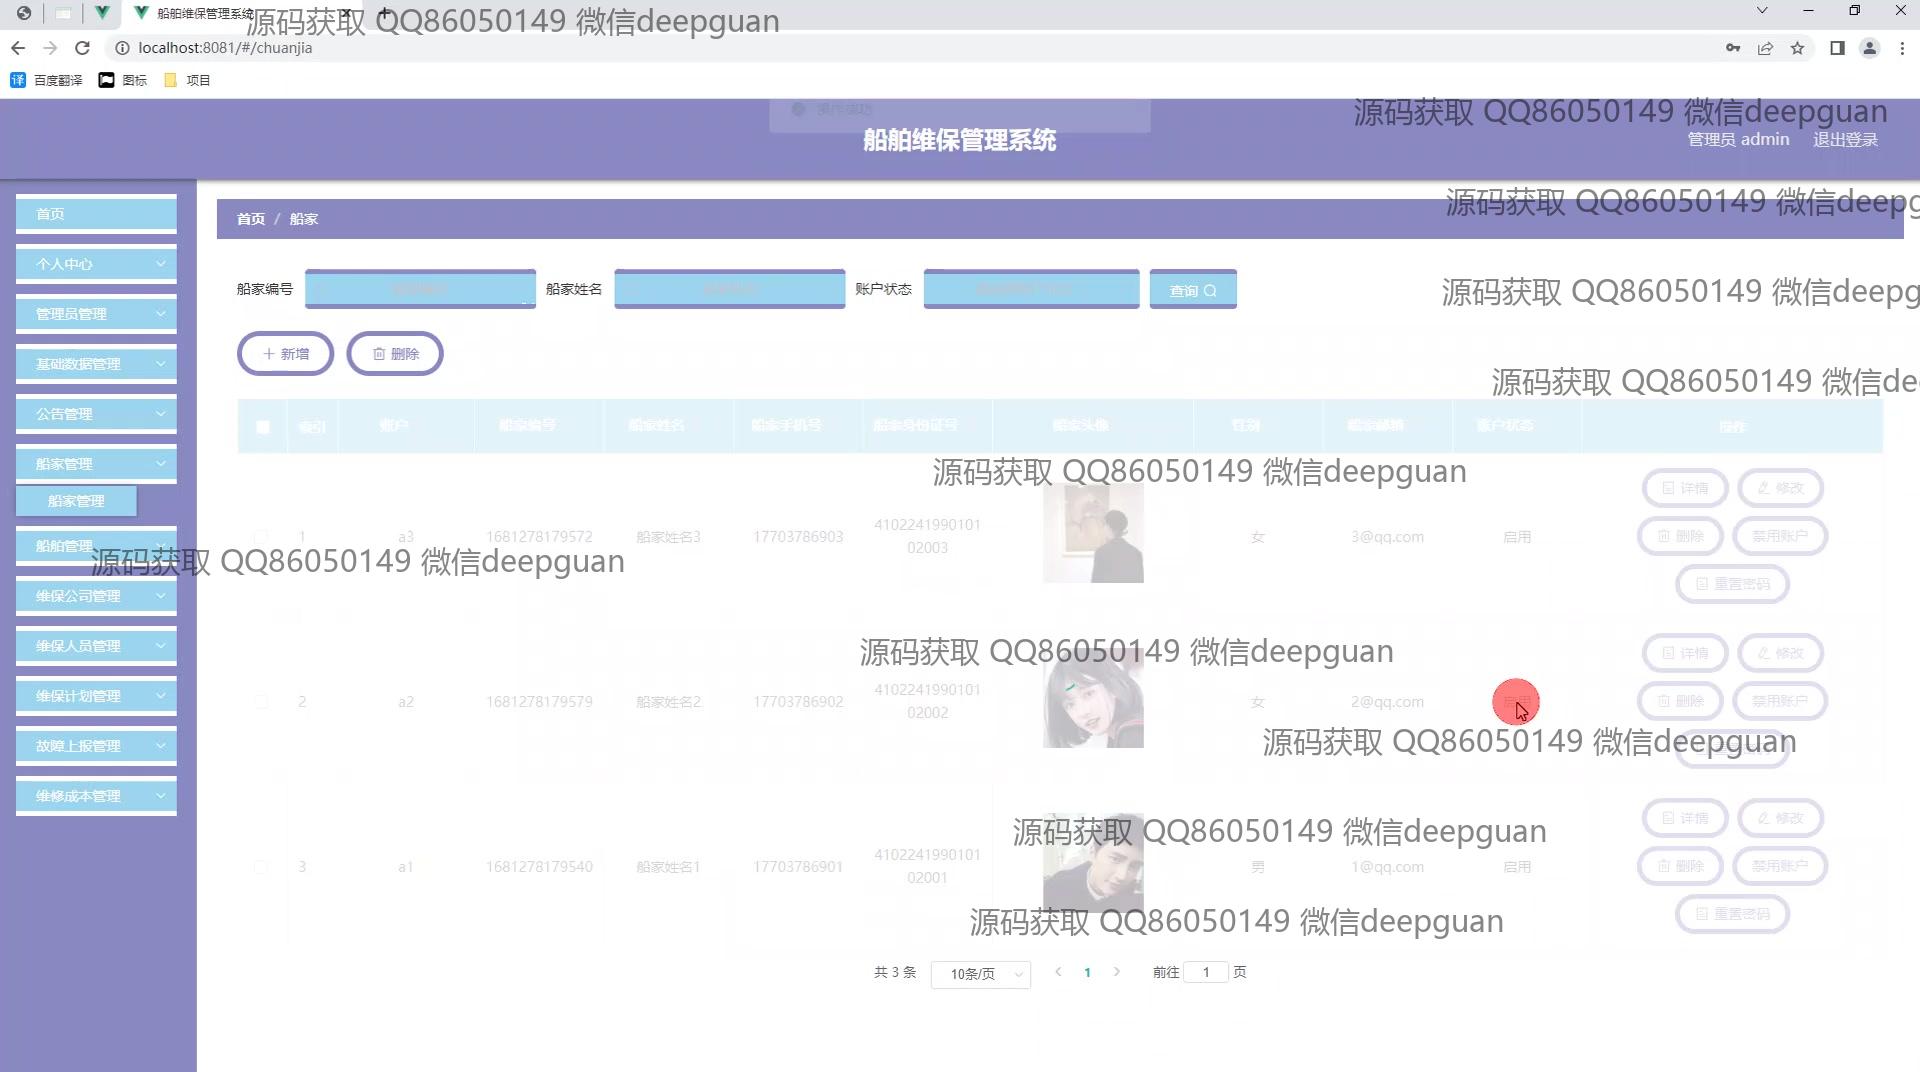 船舶维保管理系统
源码获取 QQ86050149 微信deepguan
localhost:8081/#/chuanjia
百度翻译 图标 项目
操作成功
源码获取 QQ86050149 微信deepguan
船舶维保管理系统
管理员 admin 退出登录
源码获取 QQ86050149 微信deepg
首页 / 船家
首页
个人中心
管理员管理
基础数据管理
公告管理
船家管理
船家管理
船舶管理
维保公司管理
维保人员管理
维保计划管理
故障上报管理
维修成本管理
船家编号 船家姓名 账户状态 查询
源码获取 QQ86050149 微信deepg
新增 删除
源码获取 QQ86050149 微信dee
索引 账户 船家编号 船家姓名 船家手机号 船家身份证号 船家头像 性别 船家邮箱 账户状态 操作
源码获取 QQ86050149 微信deepguan
1 a3 1681278179572 船家姓名3 17703786903 4102241990101 02003 女 3@qq.com 启用
详情 修改
删除 禁用账户
重置密码
源码获取 QQ86050149 微信deepguan
源码获取 QQ86050149 微信deepguan
2 a2 1681278179579 船家姓名2 17703786902 4102241990101 02002 女 2@qq.com 启用
详情 修改
删除 禁用账户
源码获取 QQ86050149 微信deepguan
源码获取 QQ86050149 微信deepguan
3 a1 1681278179540 船家姓名1 17703786901 4102241990101 02001 男 1@qq.com 启用
详情 修改
删除 禁用账户
重置密码
源码获取 QQ86050149 微信deepguan
共 3 条 10条/页 1 前往 1 页